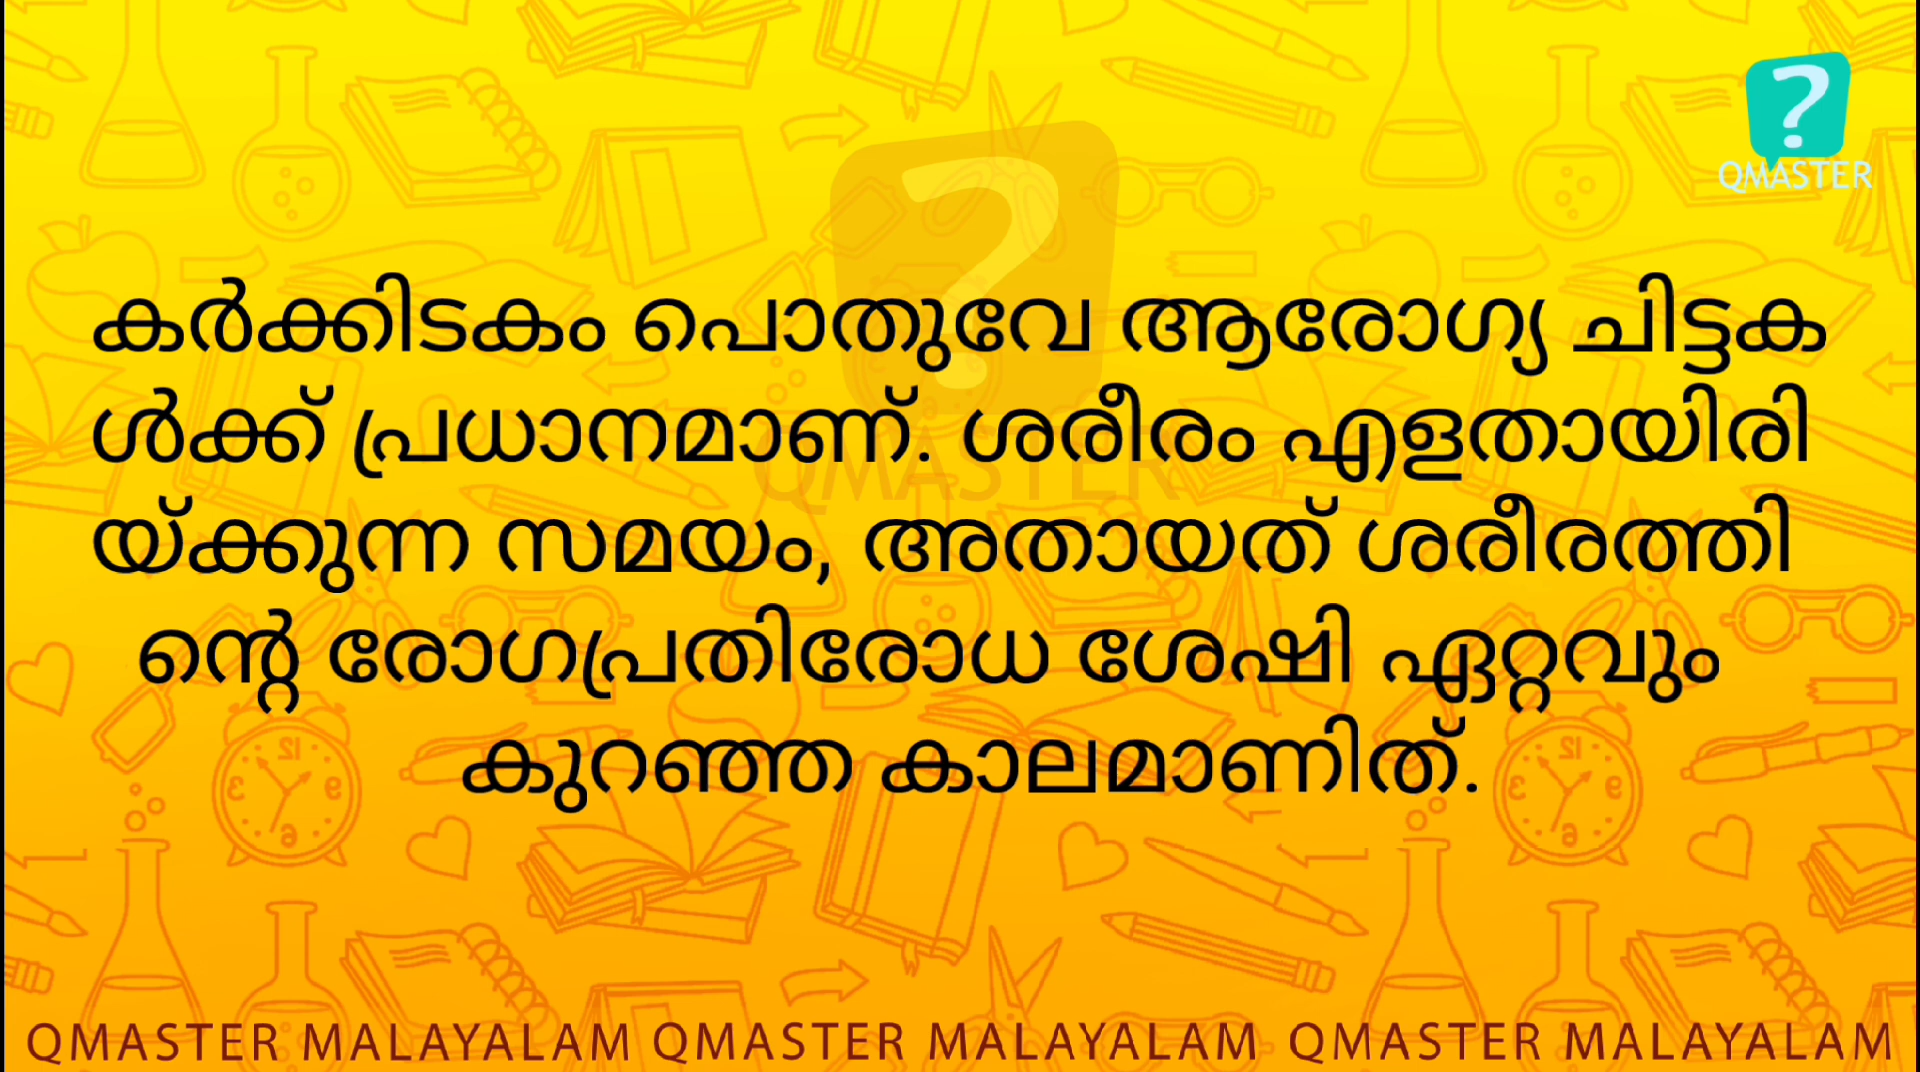 QMASTER
കർക്കിടകം പൊതുവേ ആരോഗ്യ ചിട്ടക
ൾക്ക് പ്രധാനമാണ്. ശരീരം എളതായിരി
യ്ക്കുന്ന സമയം, അതായത് ശരീരത്തി
ന്റെ രോഗപ്രതിരോധ ശേഷി ഏറ്റവും
കുറഞ്ഞ കാലമാണിത്.
QMASTER
QMASTER MALAYALAM QMASTER MALAYALAM QMASTER MALAYALAM